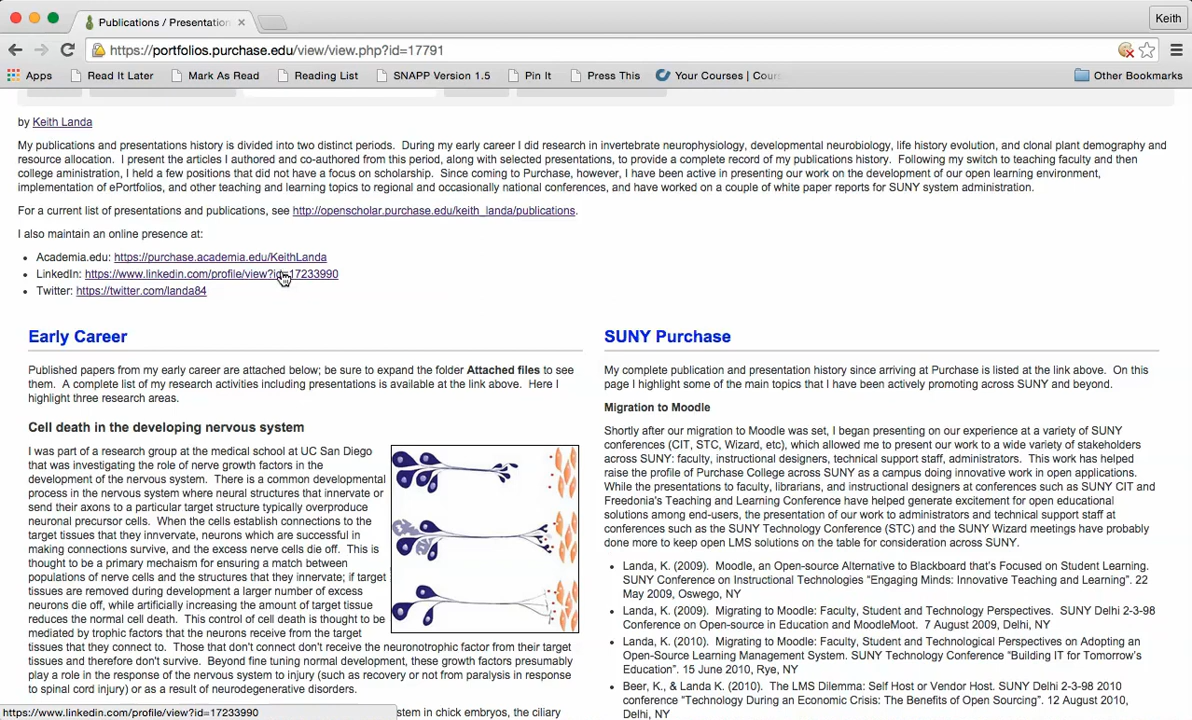 Publications / Presentation
Keith
https://portfolios.purchase.edu/view/view.php?id=17791
Apps
Read It Later
Mark As Read
Reading List
SNAPP Version 1.5
Pin It
Press This
Your Courses | Cour
Other Bookmarks
by Keith Landa
My publications and presentations history is divided into two distinct periods. During my early career I did research in invertebrate neurophysiology, developmental neurobiology, life history evolution, and clonal plant demography and
resource allocation. I present the articles I authored and co-authored from this period, along with selected presentations, to provide a complete record of my publications history. Following my switch to teaching faculty and then
college aministration, I held a few positions that did not have a focus on scholarship. Since coming to Purchase, however, I have been active in presenting our work on the development of our open learning environment,
implementation of ePortfolios, and other teaching and learning topics to regional and occasionally national conferences, and have worked on a couple of white paper reports for SUNY system administration.
For a current list of presentations and publications, see http://openscholar.purchase.edu/keith_landa/publications.
I also maintain an online presence at:
• Academia.edu: https://purchase.academia.edu/KeithLanda
• LinkedIn: https://www.linkedin.com/profile/view?id=17233990
• Twitter: https://twitter.com/landa84
Early Career
Published papers from my early career are attached below; be sure to expand the folder Attached files to see
them. A complete list of my research activities including presentations is available at the link above. Here I
highlight three research areas.
Cell death in the developing nervous system
I was part of a research group at the medical school at UC San Diego
that was investigating the role of nerve growth factors in the
development of the nervous system. There is a common developmental
process in the nervous system where neural structures that innervate or
send their axons to a particular target structure typically overproduce
neuronal precursor cells. When the cells establish connections to the
target tissues that they innvervate, neurons which are successful in
making connections survive, and the excess nerve cells die off. This is
thought to be a primary mechaism for ensuring a match between
populations of nerve cells and the structures that they innervate; if target
tissues are removed during development a larger number of excess
neurons die off, while artificially increasing the amount of target tissue
reduces the normal cell death. This control of cell death is thought to be
mediated by trophic factors that the neurons receive from the target
tissues that they connect to. Those that don't connect don't receive the neuronotrophic factor from their target
tissues and therefore don't survive. Beyond fine tuning normal development, these growth factors presumably
play a role in the response of the nervous system to injury (such as recovery or not from paralysis in response
to spinal cord injury) or as a result of neurodegenerative disorders.
stem in chick embryos, the ciliary
https://www.linkedin.com/profile/view?id=17233990
SUNY Purchase
My complete publication and presentation history since arriving at Purchase is listed at the link above. On this
page I highlight some of the main topics that I have been actively promoting across SUNY and beyond.
Migration to Moodle
Shortly after our migration to Moodle was set, I began presenting on our experience at a variety of SUNY
conferences (CIT, STC, Wizard, etc), which allowed me to present our work to a wide variety of stakeholders
across SUNY: faculty, instructional designers, technical support staff, administrators. This work has helped
raise the profile of Purchase College across SUNY as a campus doing innovative work in open applications.
While the presentations to faculty, librarians, and instructional designers at conferences such as SUNY CIT and
Freedonia's Teaching and Learning Conference have helped generate excitement for open educational
solutions among end-users, the presentation of our work to administrators and technical support staff at
conferences such as the SUNY Technology Conference (STC) and the SUNY Wizard meetings have probably
done more to keep open LMS solutions on the table for consideration across SUNY.
• Landa, K. (2009). Moodle, an Open-source Alternative to Blackboard that's Focused on Student Learning.
SUNY Conference on Instructional Technologies "Engaging Minds: Innovative Teaching and Learning". 22
May 2009, Oswego, NY
• Landa, K. (2009). Migrating to Moodle: Faculty, Student and Technology Perspectives. SUNY Delhi 2-3-98
Conference on Open-source in Education and MoodleMoot. 7 August 2009, Delhi, NY
• Landa, K. (2010). Migrating to Moodle: Faculty, Student and Technological Perspectives on Adopting an
Open-Source Learning Management System. SUNY Technology Conference "Building IT for Tomorrow's
Education". 15 June 2010, Rye, NY
• Beer, K., & Landa K. (2010). The LMS Dilemma: Self Host or Vendor Host. SUNY Delhi 2-3-98 2010
conference "Technology During an Economic Crisis: The Benefits of Open Source". 12 August 2010,
Delhi, NY